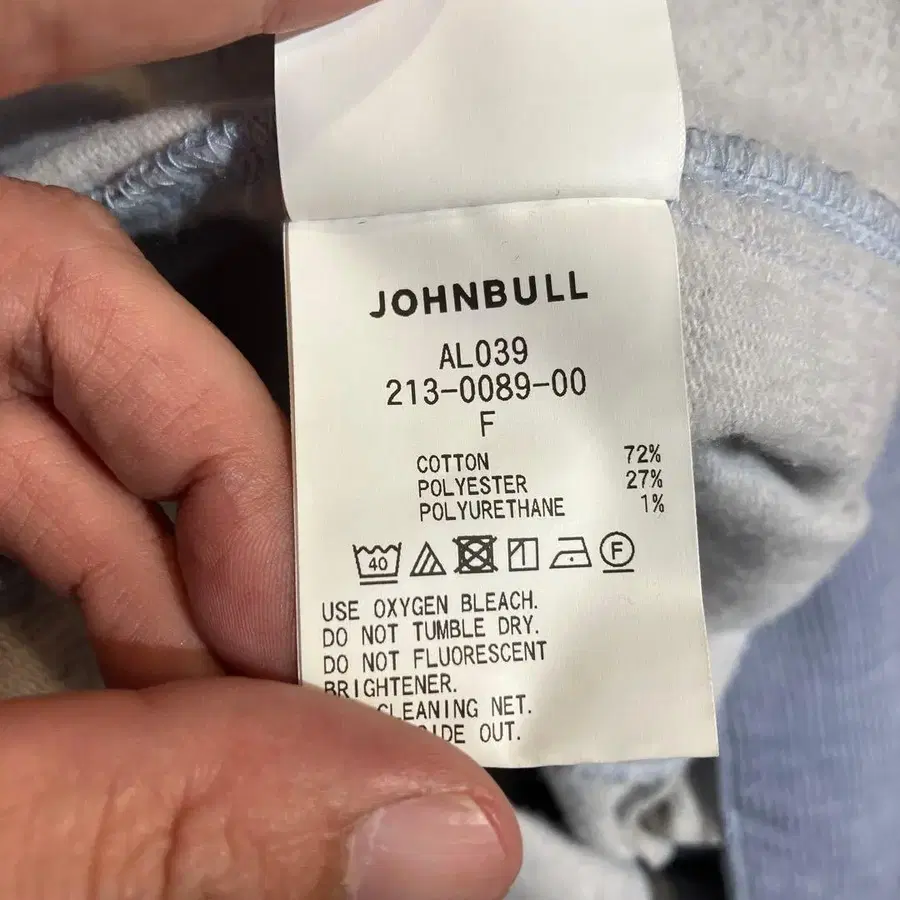 JOHNBULL
AL039
213-0089-00
F
COTTON 72%
POLYESTER 27%
POLYURETHANE 1%
40 F
USE OXYGEN BLEACH.
DO NOT TUMBLE DRY.
DO NOT FLUORESCENT
BRIGHTENER.
CLEANING NET.
OUT.